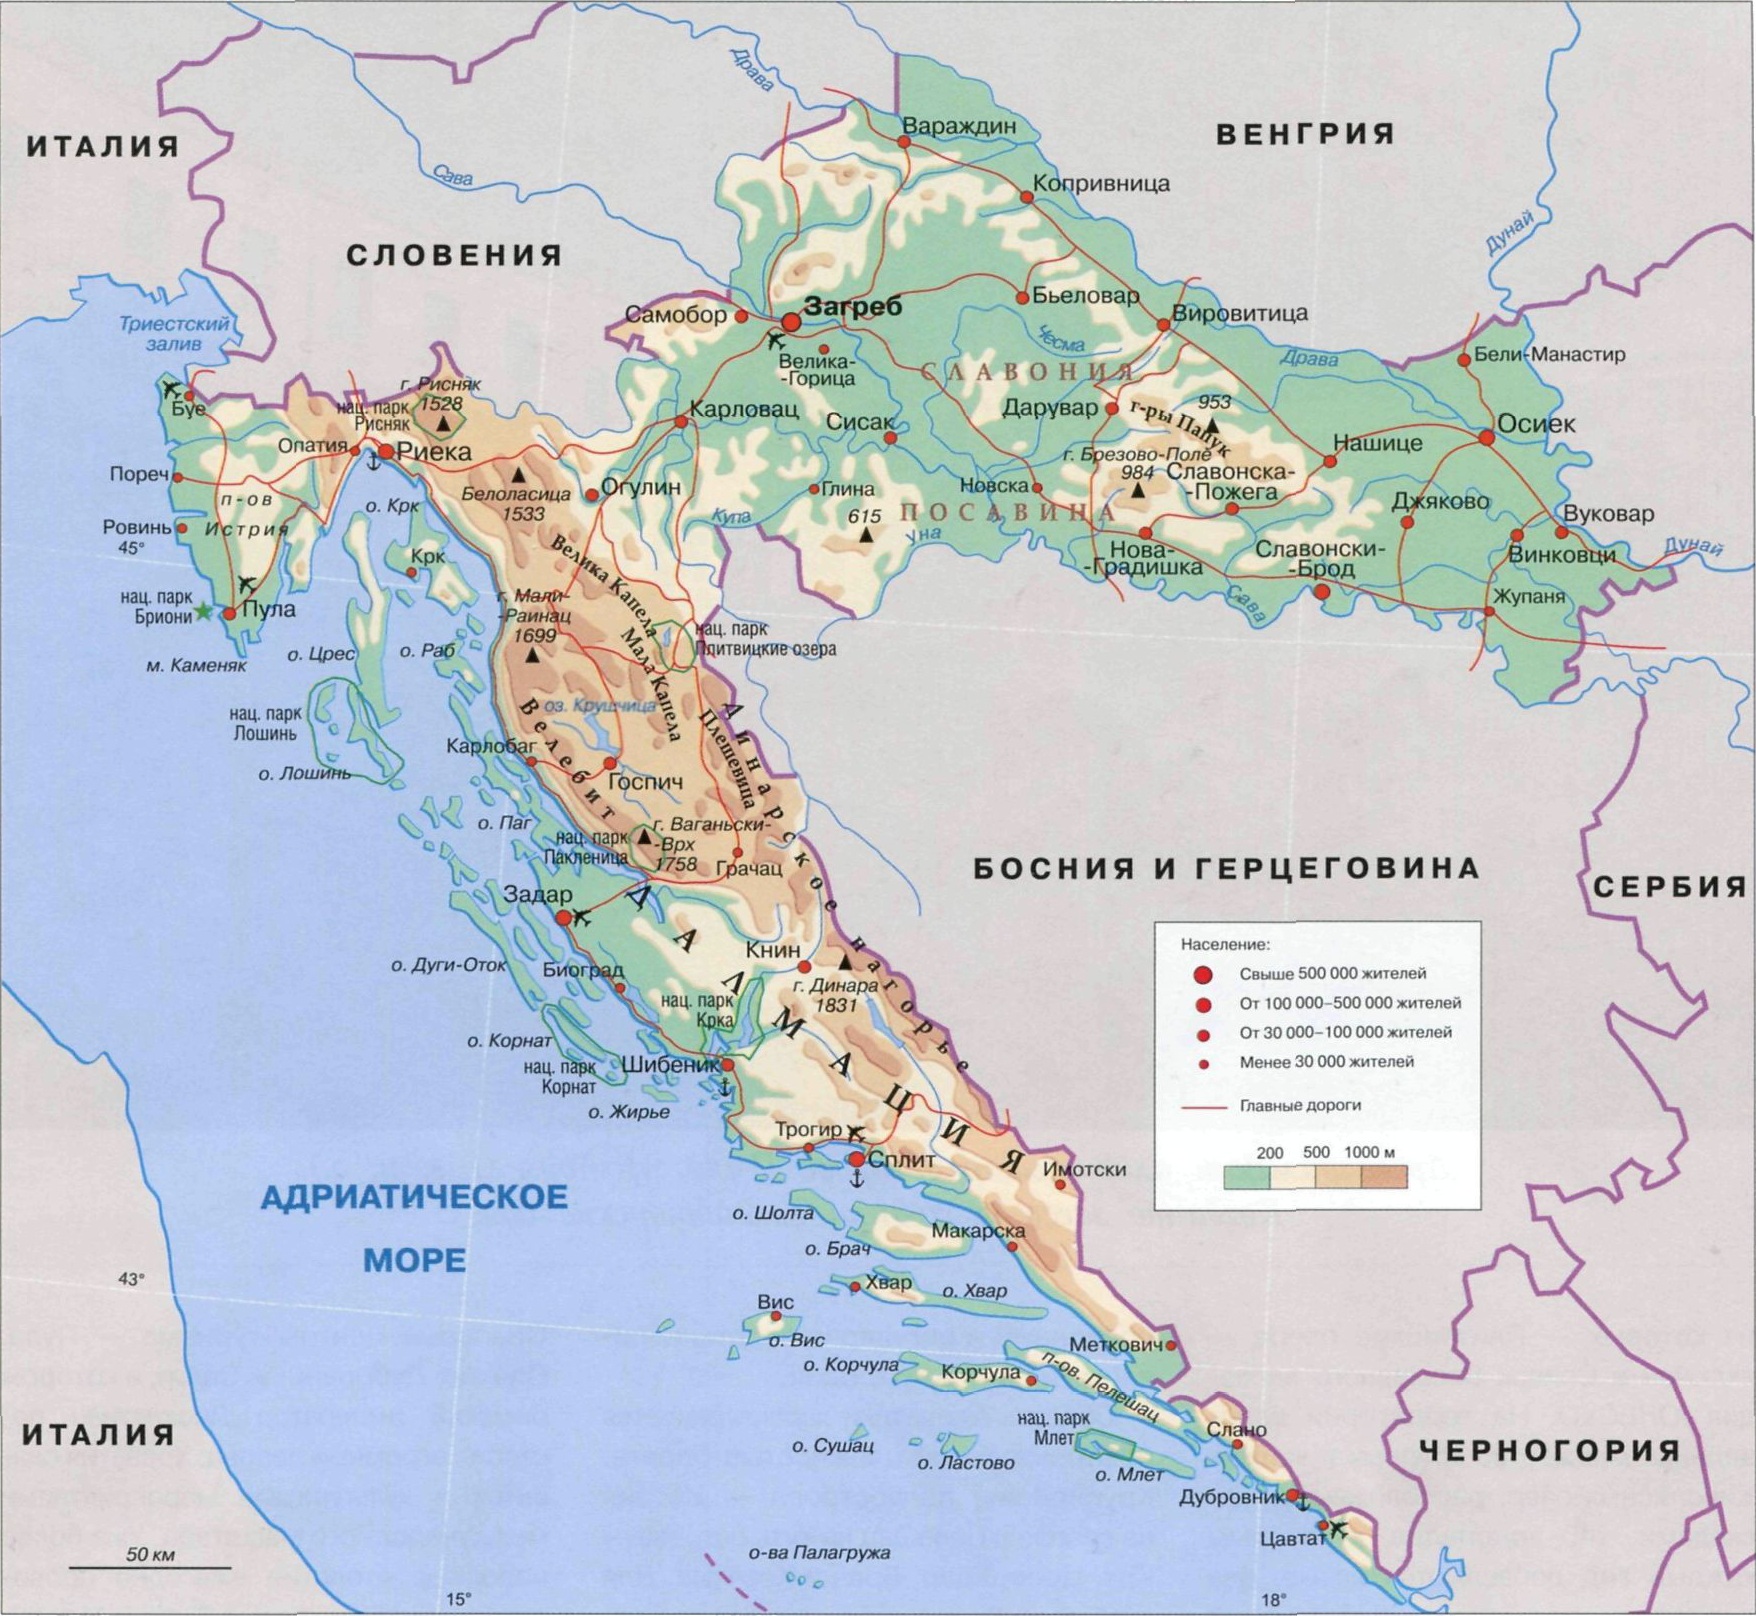 Драва
Вараждин
ВЕНГРИЯ
ИТАЛИЯ
Сава
Копривница
Дунай
СЛОВЕНИЯ
Бьеловар
Загреб
Самобор
Вировитица
Триестский
залив
Чесма
Драва
Бели-Манастир
Велика-
-Горица
СЛАВОНИЯ
г. Рисняк
1528
нац. парк
Рисняк
Буе
Карловац
Дарувар
953
г-ры Папук
Сисак
Осиек
Нашице
Опатия
Риека
г. Брезово-Поле
984
Славонска-
-Пожега
Пореч
Белоласица
1533
Огулин
Глина
Новска
п-ов
Истрия
о. Крк
Джяково
615
ПОСАВИНА
Купа
Уна
Вуковар
Ровинь
45°
Нова-
-Градишка
Славонски-
-Брод
Винковци
Дунай
Крк
Велика Капела
нац. парк
Бриони
Пула
г. Мали-
-Раинац
1699
Сава
Жупаня
м. Каменяк
о. Црес
о. Раб
Мала Капела
нац. парк
Плитвицкие озера
нац. парк
Лошинь
оз. Крушчица
Велебит
Плешевица
Динарское нагорье
Карлобаг
о. Лошинь
Госпич
о. Паг
нац. парк
Пакленица
г. Ваганьски-
-Врх
1758
Грачац
БОСНИЯ И ГЕРЦЕГОВИНА
СЕРБИЯ
Задар
ДАЛМАЦИЯ
Книн
о. Дуги-Оток
Биоград
г. Динара
1831
нац. парк
Крка
о. Корнат
нац. парк
Корнат
Шибеник
о. Жирье
Население:
Свыше 500 000 жителей
От 100 000–500 000 жителей
От 30 000–100 000 жителей
Менее 30 000 жителей
Главные дороги
200 500 1000 м
Трогир
Сплит
Имотски
АДРИАТИЧЕСКОЕ
МОРЕ
о. Шолта
о. Брач
Макарска
43°
Хвар
о. Хвар
Вис
о. Вис
Меткович
о. Корчула
Корчула
п-ов. Пелешац
ИТАЛИЯ
нац. парк
Млет
Слано
ЧЕРНОГОРИЯ
о. Сушац
о. Ластово
о. Млет
Дубровник
Цавтат
50 км
о-ва Палагружа
15°
18°